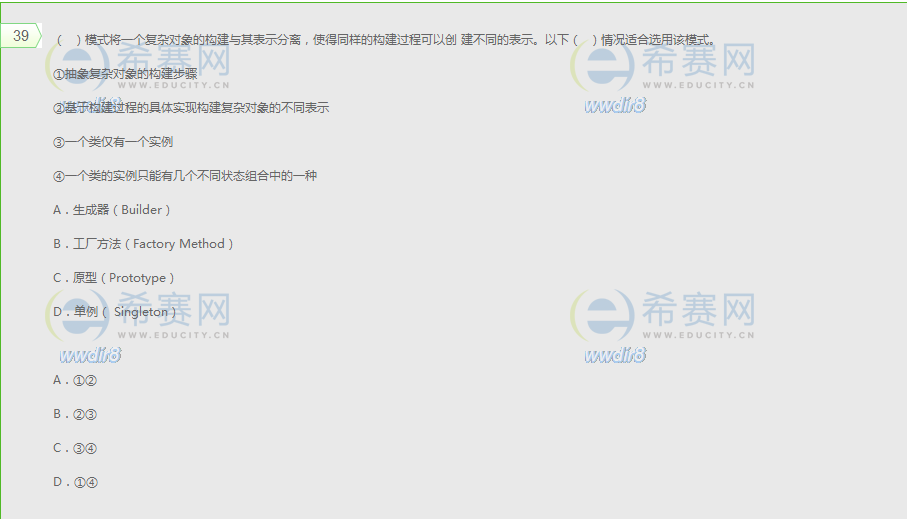 39
（　）模式将一个复杂对象的构建与其表示分离，使得同样的构建过程可以创 建不同的表示。以下（　）情况适合选用该模式。
希赛网
WWW.EDUCITY.CN
wwdir8
希赛网
WWW.EDUCITY.CN
wwdir8
①抽象复杂对象的构建步骤
②基于构建过程的具体实现构建复杂对象的不同表示
③一个类仅有一个实例
④一个类的实例只能有几个不同状态组合中的一种
A．生成器（Builder）
B．工厂方法（Factory Method）
C．原型（Prototype）
D．单例（ Singleton）
希赛网
WWW.EDUCITY.CN
wwdir8
希赛网
WWW.EDUCITY.CN
wwdir8
A．①②
B．②③
C．③④
D．①④